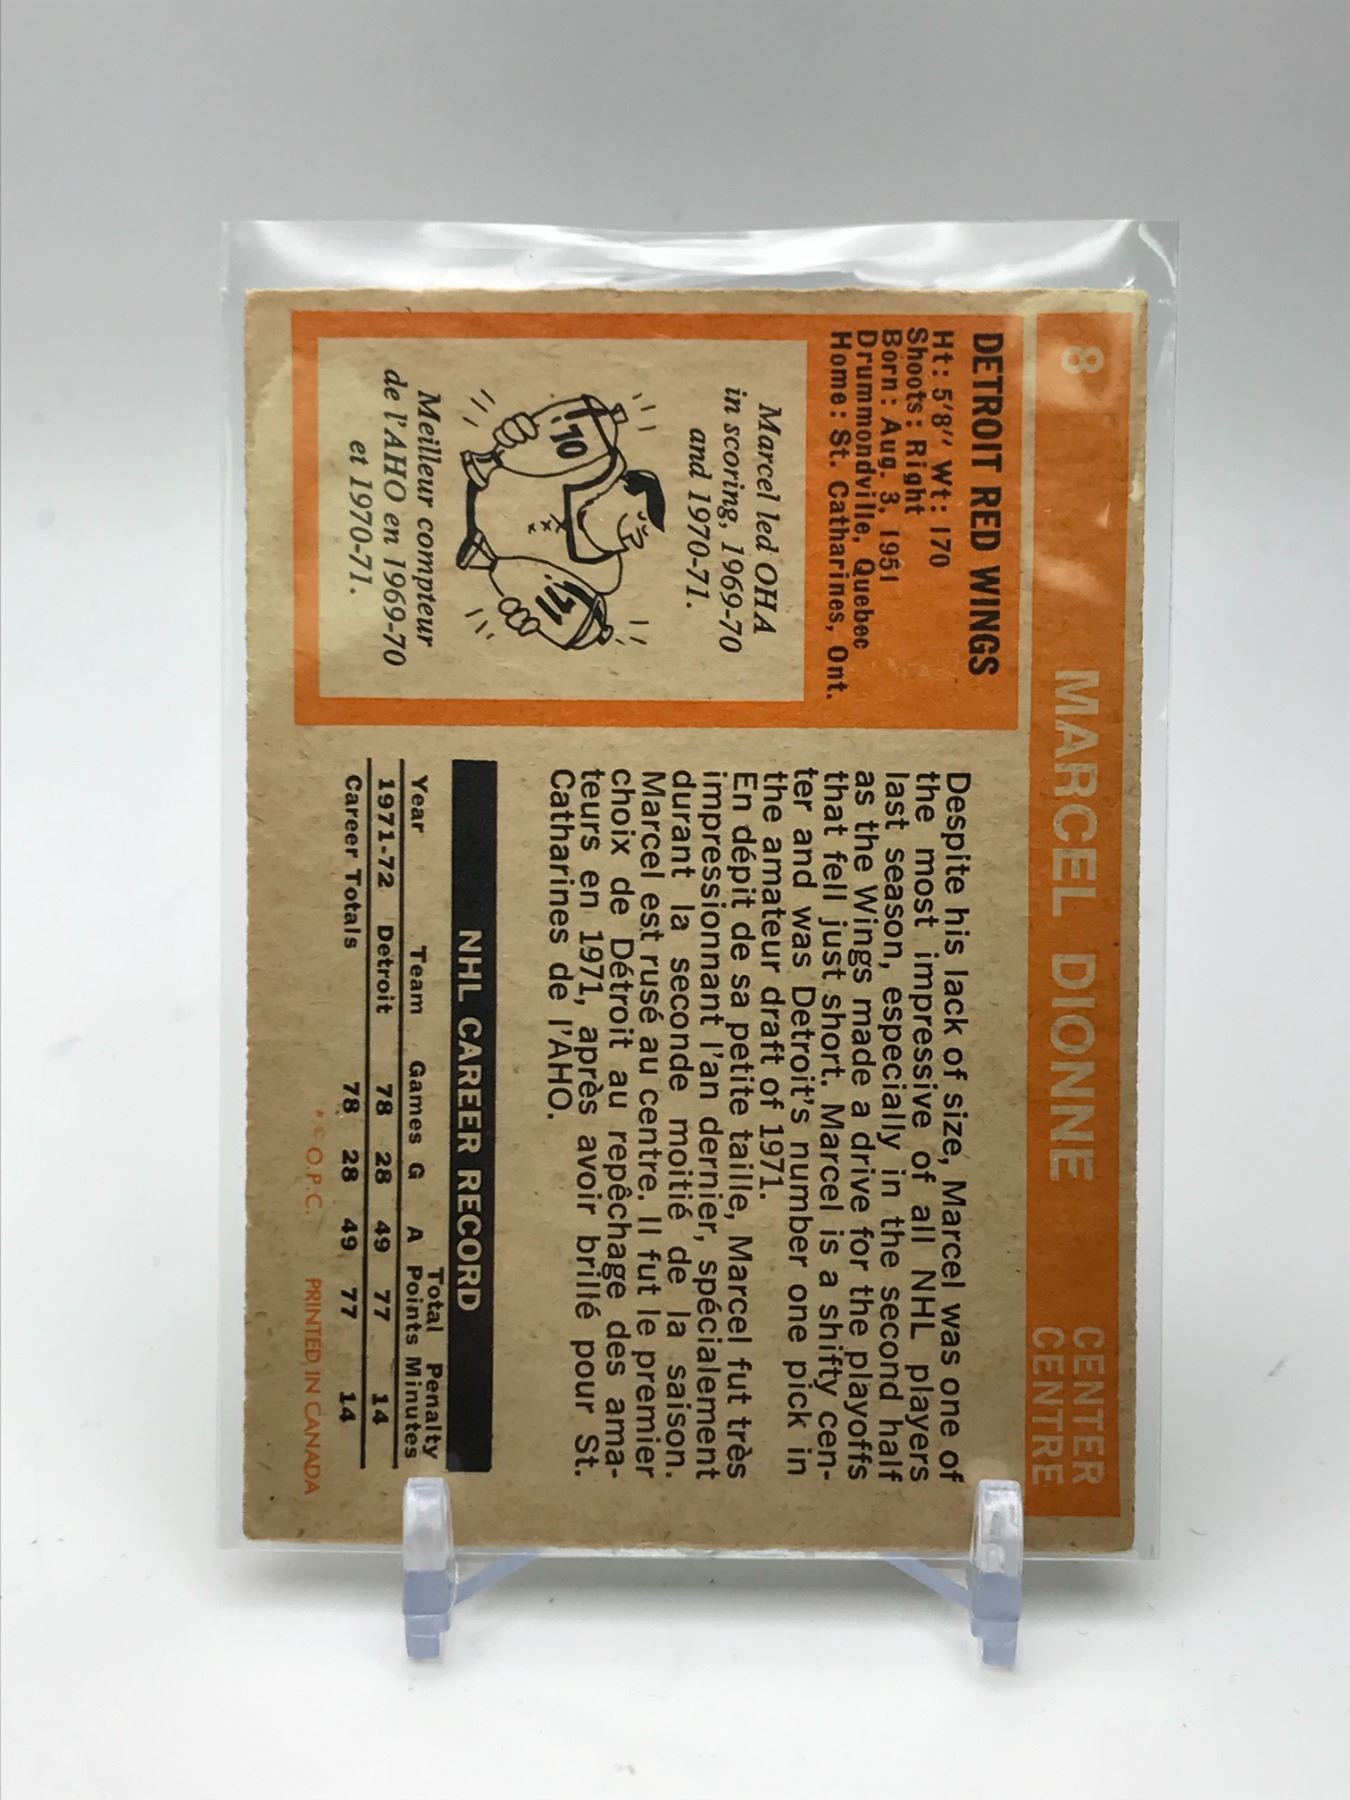 8 MARCEL DIONNE CENTER
CENTRE
DETROIT RED WINGS
Ht: 5'8" Wt: 170
Shoots: Right
Born: Aug. 3, 1951
Drummondville, Quebec
Home: St. Catharines, Ont.
Marcel led OHA
in scoring, 1969-70
and 1970-71.
'70
'71
Meilleur compteur
de l'AHO en 1969-70
et 1970-71.
Despite his lack of size, Marcel was one of
the most impressive of all NHL players
last season, especially in the second half
as the Wings made a drive for the playoffs
that fell just short. Marcel is a shifty cen-
ter and was Detroit's number one pick in
the amateur draft of 1971.
En dépit de sa petite taille, Marcel fut très
impressionnant l'an dernier, spécialement
durant la seconde moitié de la saison.
Marcel est rusé au centre. Il fut le premier
choix de Détroit au repêchage des ama-
teurs en 1971, après avoir brillé pour St.
Catharines de l'AHO.
NHL CAREER RECORD
Total Penalty
Year Team Games G A Points Minutes
1971-72 Detroit 78 28 49 77 14
Career Totals 78 28 49 77 14
* © O.P.C. PRINTED IN CANADA